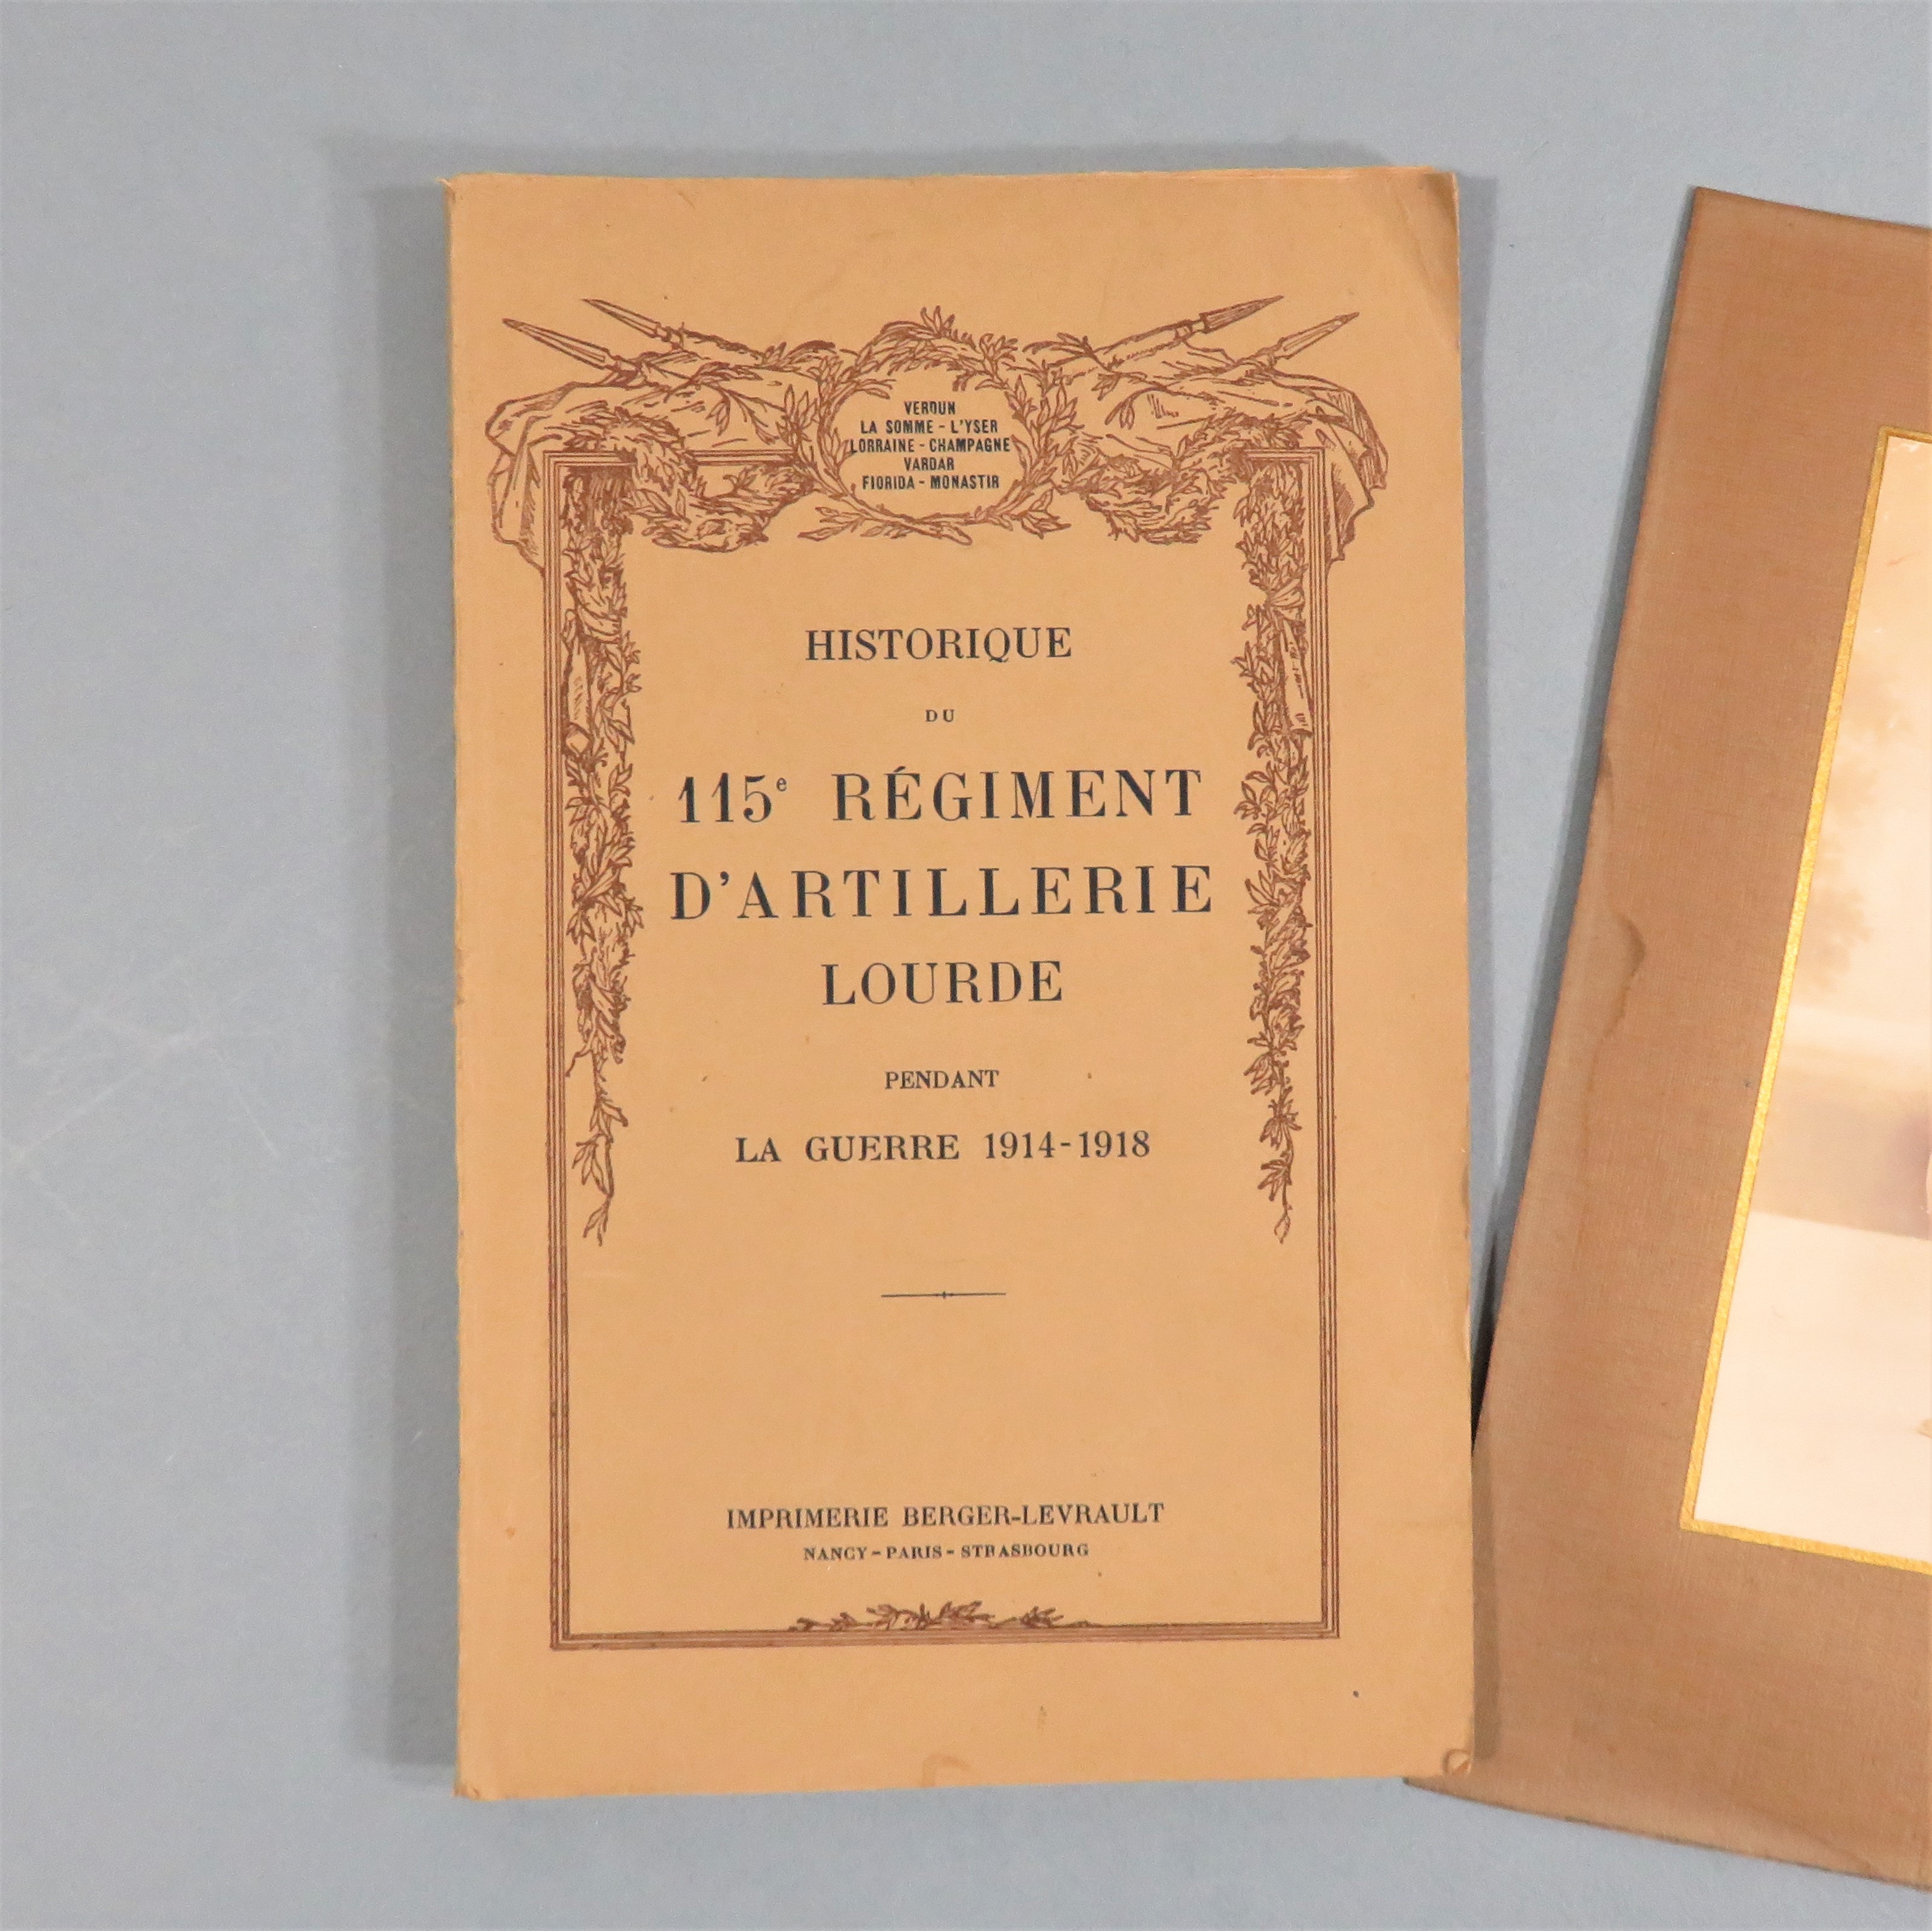 VERDUN
LA SOMME - L'YSER
LORRAINE - CHAMPAGNE
VARDAR
FIORIDA - MONASTIR
HISTORIQUE
DU
115e RÉGIMENT
D'ARTILLERIE
LOURDE
PENDANT
LA GUERRE 1914-1918
IMPRIMERIE BERGER-LEVRAULT
NANCY - PARIS - STRASBOURG